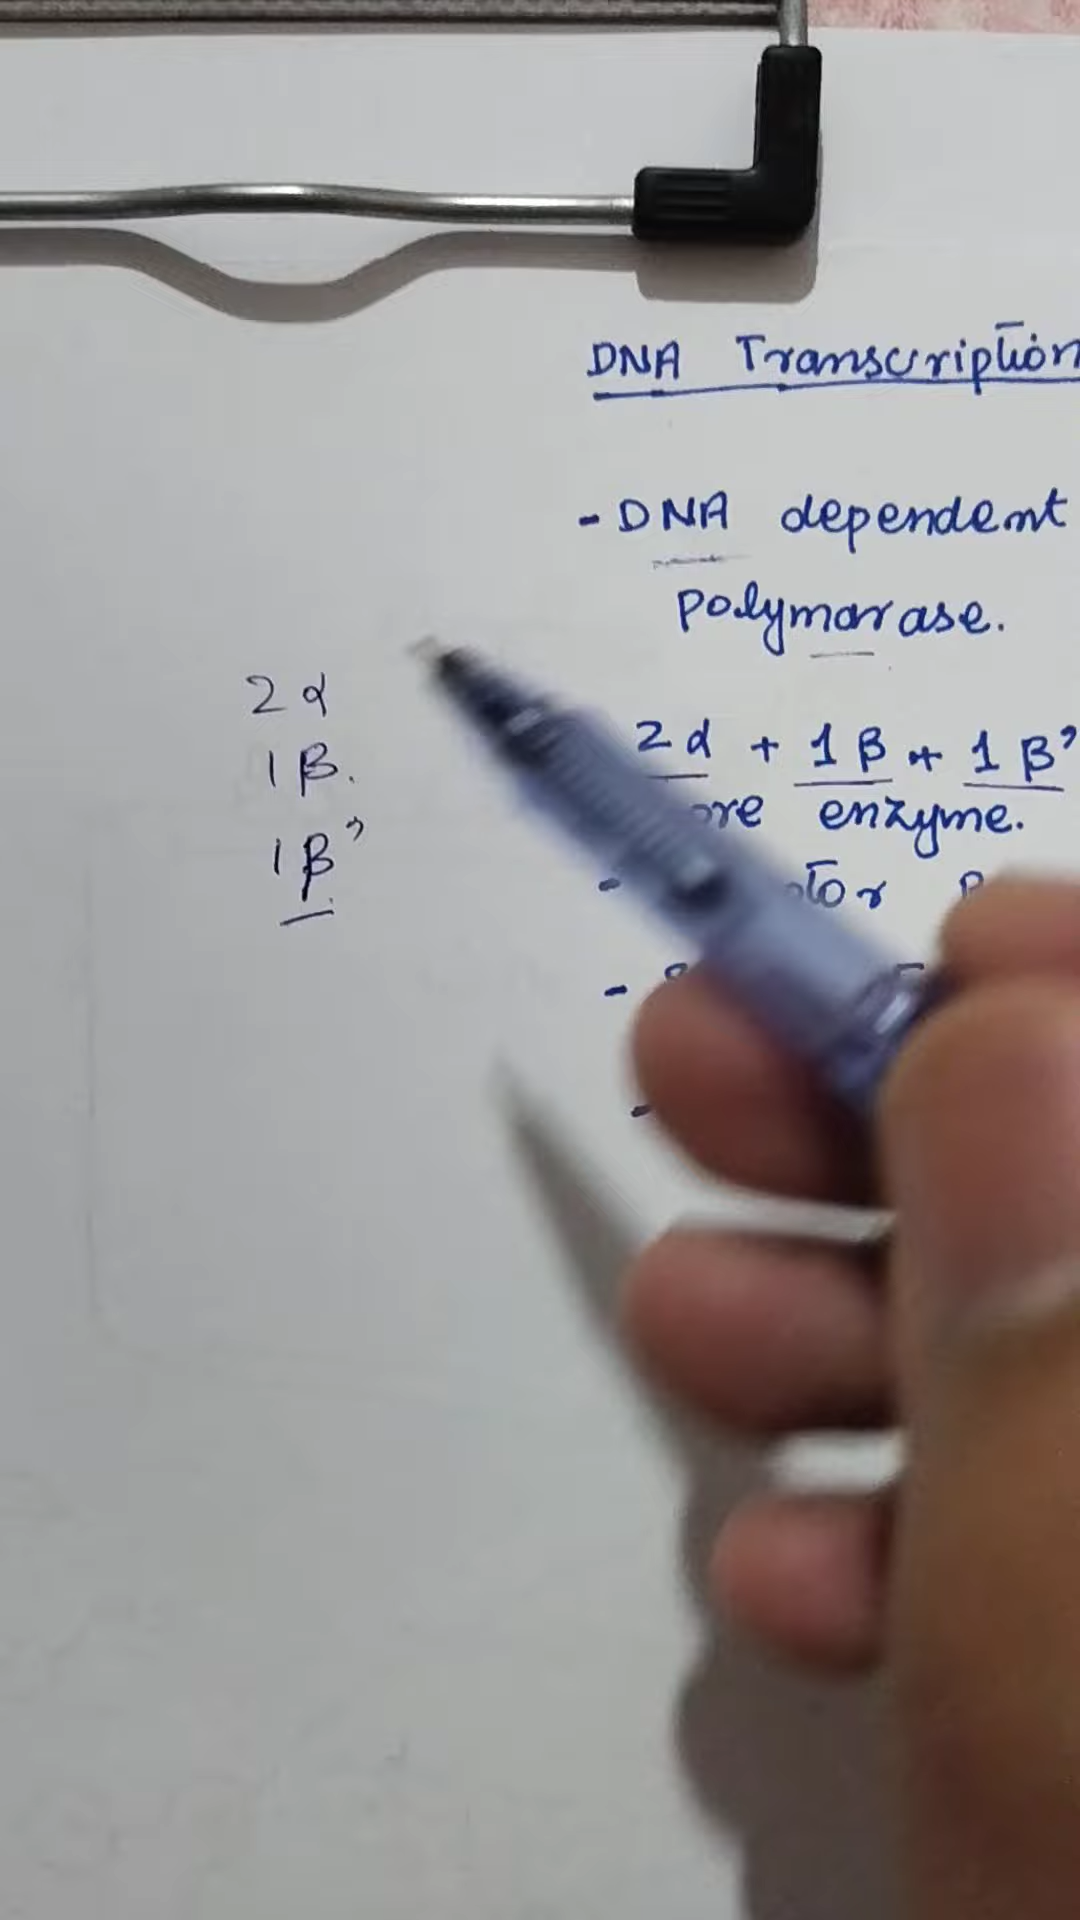 DNA Transcription
- DNA dependent
polymarase.
2α
1β.
1β'
2α + 1β + 1β'
enzyme.
-
-
-